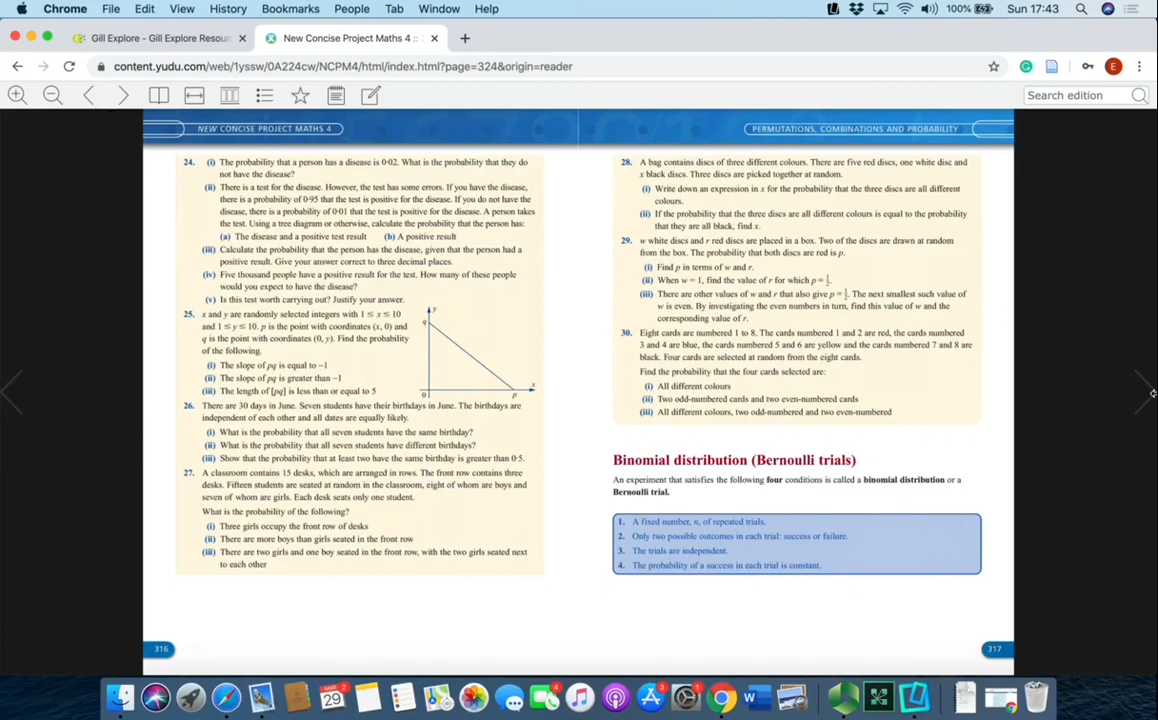 Chrome File Edit View History Bookmarks People Tab Window Help 100% Sun 17:43
Gill Explore - Gill Explore Resour
New Concise Project Maths 4 ::
content.yudu.com/web/1yssw/0A224cw/NCPM4/html/index.html?page=324&origin=reader
E
Search edition
NEW CONCISE PROJECT MATHS 4
24. (i) The probability that a person has a disease is 0·02. What is the probability that they do
not have the disease?
(ii) There is a test for the disease. However, the test has some errors. If you have the disease,
there is a probability of 0·95 that the test is positive for the disease. If you do not have the
disease, there is a probability of 0·01 that the test is positive for the disease. A person takes
the test. Using a tree diagram or otherwise, calculate the probability that the person has:
(a) The disease and a positive test result (b) A positive result
(iii) Calculate the probability that the person has the disease, given that the person had a
positive result. Give your answer correct to three decimal places.
(iv) Five thousand people have a positive result for the test. How many of these people
would you expect to have the disease?
(v) Is this test worth carrying out? Justify your answer.
25. x and y are randomly selected integers with 1 ≤ x ≤ 10
and 1 ≤ y ≤ 10. p is the point with coordinates (x, 0) and
q is the point with coordinates (0, y). Find the probability
of the following.
(i) The slope of pq is equal to −1
(ii) The slope of pq is greater than −1
(iii) The length of [pq] is less than or equal to 5
y
q
x
0
p
26. There are 30 days in June. Seven students have their birthdays in June. The birthdays are
independent of each other and all dates are equally likely.
(i) What is the probability that all seven students have the same birthday?
(ii) What is the probability that all seven students have different birthdays?
(iii) Show that the probability that at least two have the same birthday is greater than 0·5.
27. A classroom contains 15 desks, which are arranged in rows. The front row contains three
desks. Fifteen students are seated at random in the classroom, eight of whom are boys and
seven of whom are girls. Each desk seats only one student.
What is the probability of the following?
(i) Three girls occupy the front row of desks
(ii) There are more boys than girls seated in the front row
(iii) There are two girls and one boy seated in the front row, with the two girls seated next
to each other
316
PERMUTATIONS, COMBINATIONS AND PROBABILITY
28. A bag contains discs of three different colours. There are five red discs, one white disc and
x black discs. Three discs are picked together at random.
(i) Write down an expression in x for the probability that the three discs are all different
colours.
(ii) If the probability that the three discs are all different colours is equal to the probability
that they are all black, find x.
29. w white discs and r red discs are placed in a box. Two of the discs are drawn at random
from the box. The probability that both discs are red is p.
(i) Find p in terms of w and r.
(ii) When w = 1, find the value of r for which p = 1/2.
(iii) There are other values of w and r that also give p = 1/2. The next smallest such value of
w is even. By investigating the even numbers in turn, find this value of w and the
corresponding value of r.
30. Eight cards are numbered 1 to 8. The cards numbered 1 and 2 are red, the cards numbered
3 and 4 are blue, the cards numbered 5 and 6 are yellow and the cards numbered 7 and 8 are
black. Four cards are selected at random from the eight cards.
Find the probability that the four cards selected are:
(i) All different colours
(ii) Two odd-numbered cards and two even-numbered cards
(iii) All different colours, two odd-numbered and two even-numbered
Binomial distribution (Bernoulli trials)
An experiment that satisfies the following four conditions is called a binomial distribution or a
Bernoulli trial.
1. A fixed number, n, of repeated trials.
2. Only two possible outcomes in each trial: success or failure.
3. The trials are independent.
4. The probability of a success in each trial is constant.
317